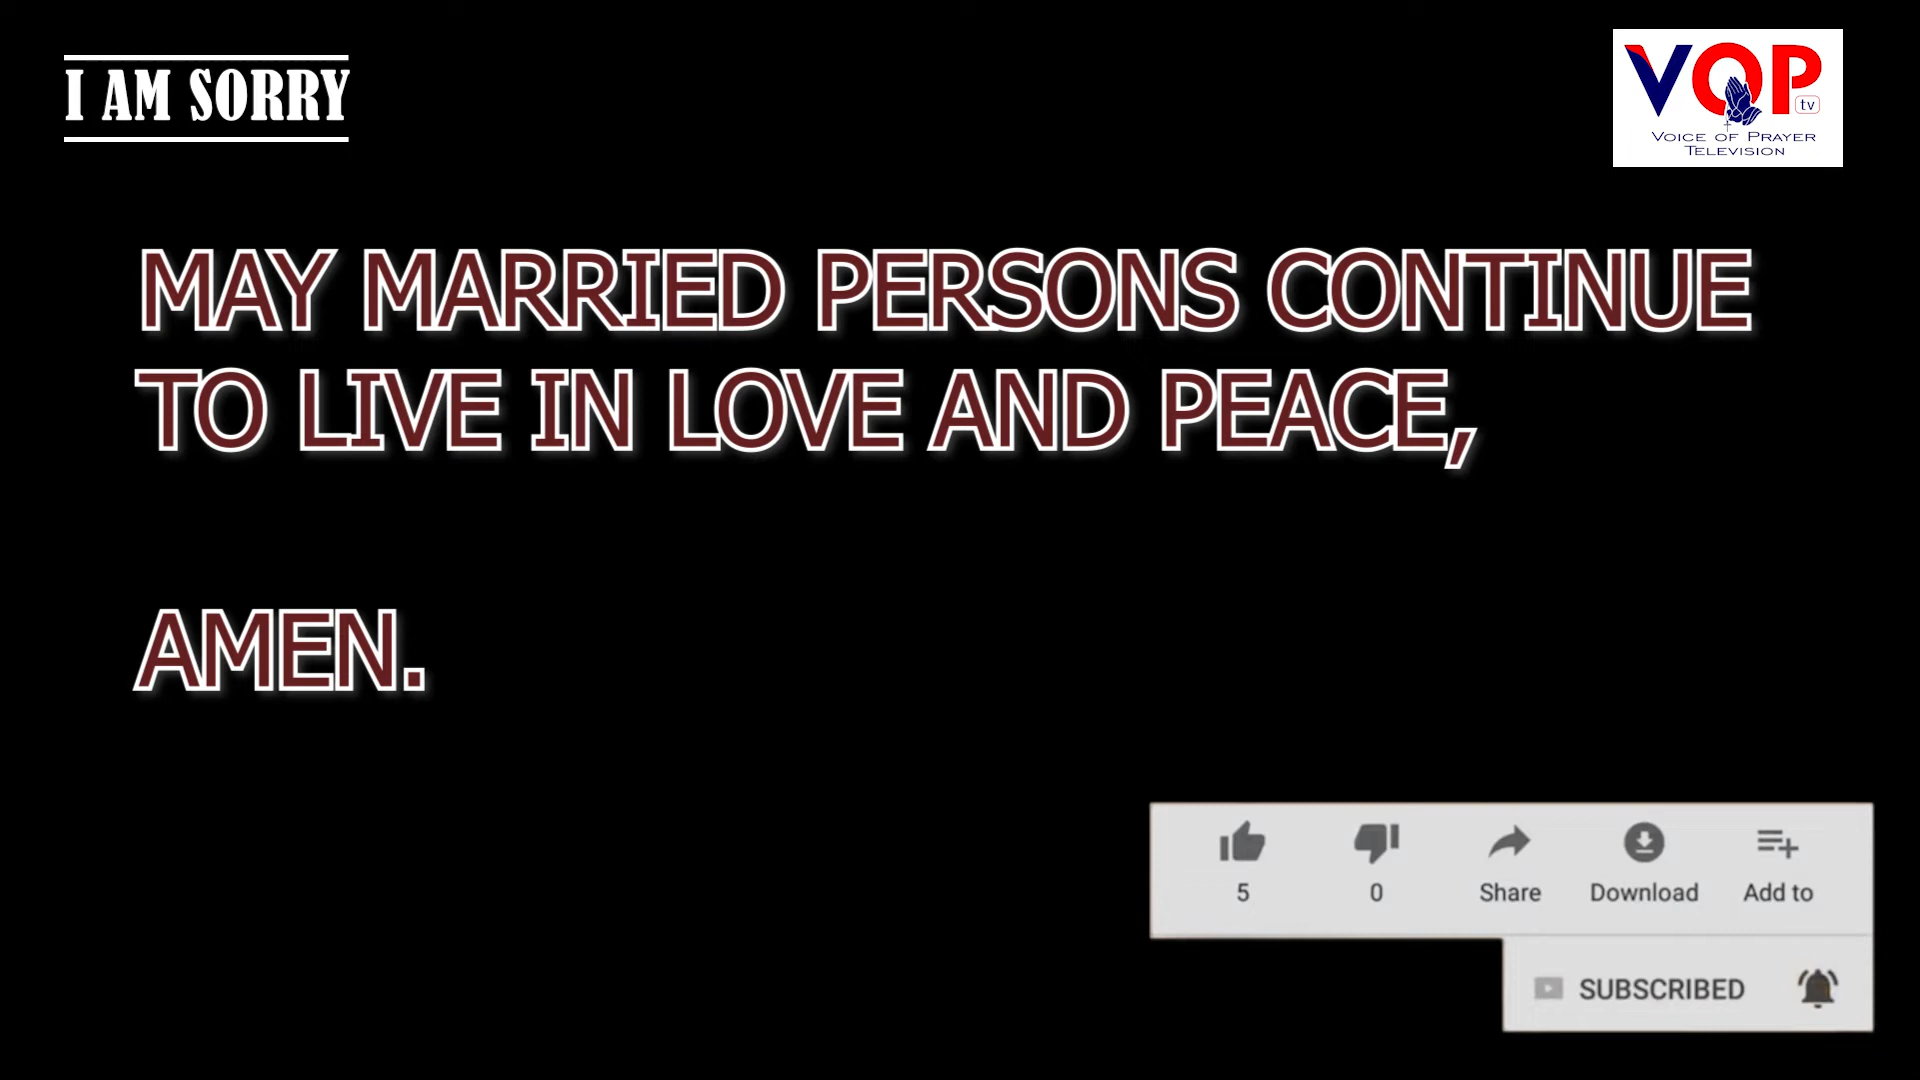 I AM SORRY
VOP
tv
VOICE OF PRAYER
TELEVISION
MAY MARRIED PERSONS CONTINUE
TO LIVE IN LOVE AND PEACE,
AMEN.
5 0 Share Download Add to
SUBSCRIBED